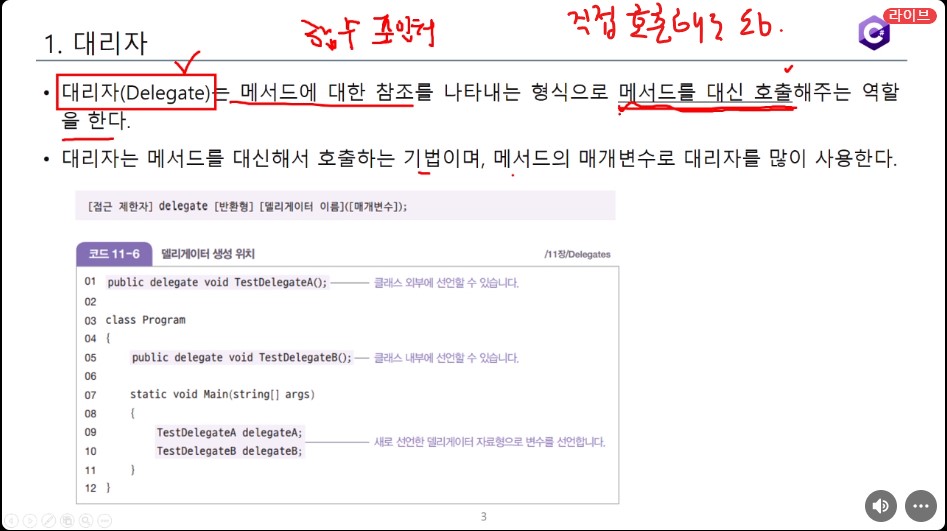 함수 포인터
직접 호출하지 않
라이브
1. 대리자
• 대리자(Delegate)는 메서드에 대한 참조를 나타내는 형식으로 메서드를 대신 호출해주는 역할
을 한다.
• 대리자는 메서드를 대신해서 호출하는 기법이며, 메서드의 매개변수로 대리자를 많이 사용한다.
[접근 제한자] delegate [반환형] [델리게이터 이름]([매개변수]);
코드 11-6 델리게이터 생성 위치 /11장/Delegates
01 public delegate void TestDelegateA(); 클래스 외부에 선언할 수 있습니다.
02
03 class Program
04 {
05 public delegate void TestDelegateB(); 클래스 내부에 선언할 수 있습니다.
06
07 static void Main(string[] args)
08 {
09 TestDelegateA delegateA;
새로 선언한 델리게이터 자료형으로 변수를 선언합니다.
10 TestDelegateB delegateB;
11 }
12 }
3